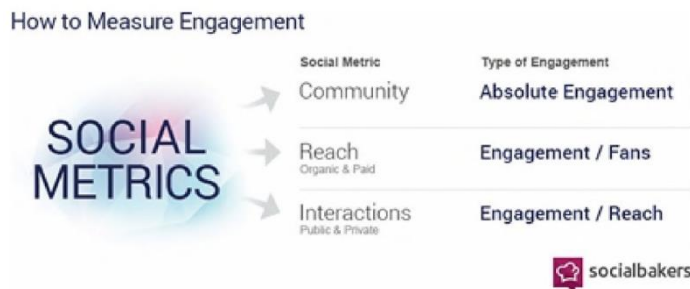 How to Measure Engagement
Social Metric Type of Engagement
Community Absolute Engagement
SOCIAL
METRICS
Reach Engagement / Fans
Organic & Paid
Interactions Engagement / Reach
Public & Private
socialbakers